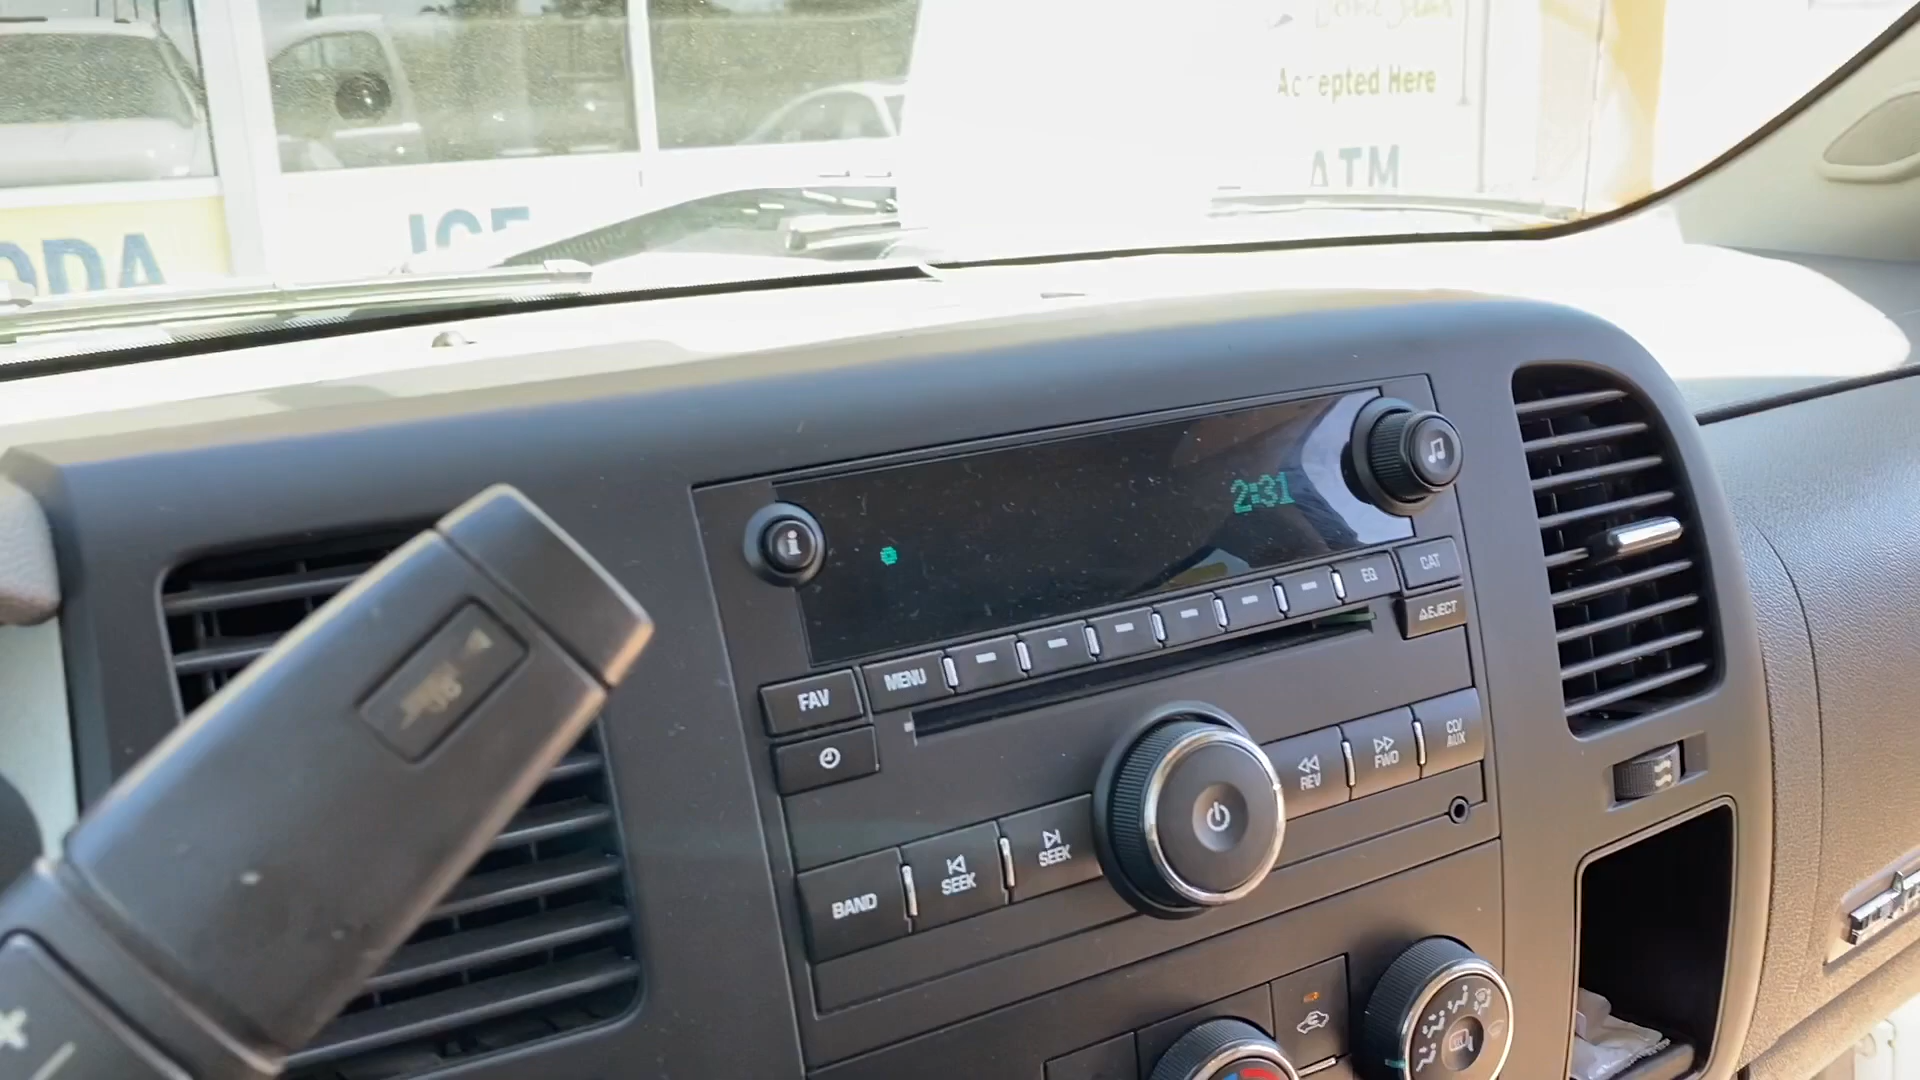 Accepted Here
ATM
ICE
ODA
2:31
EQ
CAT
EJECT
MENU
FAV
REV
FWD
CD/
AUX
SEEK
SEEK
BAND